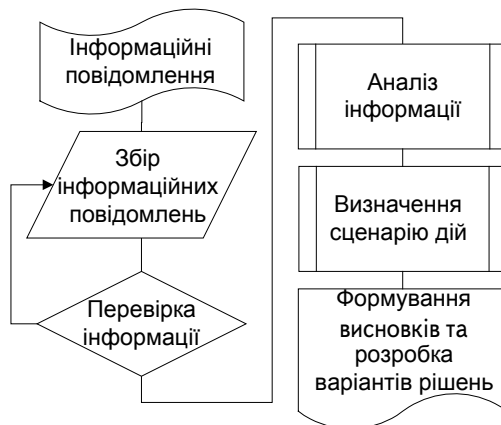 Інформаційні
повідомлення
Збір
інформаційних
повідомлень
Перевірка
інформації
Аналіз
інформації
Визначення
сценарію дій
Формування
висновків та
розробка
варіантів рішень